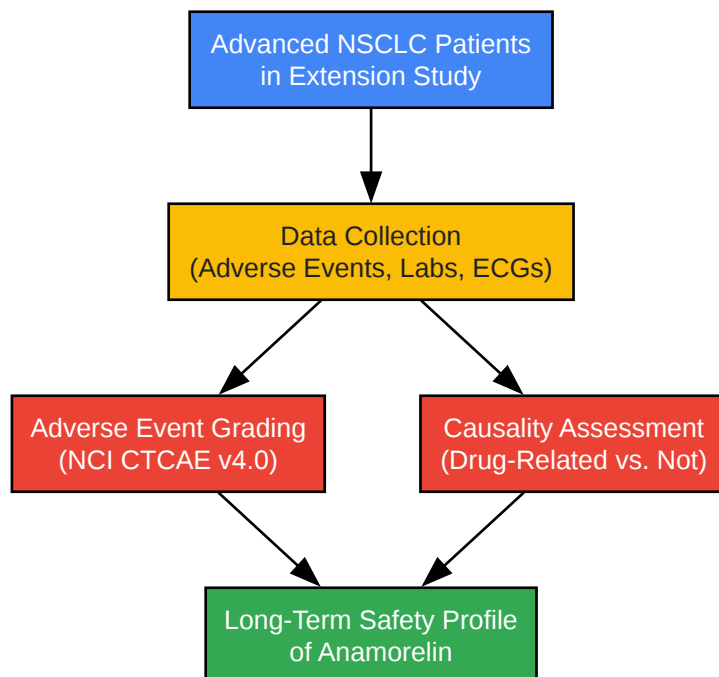 Advanced NSCLC Patients
in Extension Study
Data Collection
(Adverse Events, Labs, ECGs)
Adverse Event Grading
(NCI CTCAE v4.0)
Causality Assessment
(Drug-Related vs. Not)
Long-Term Safety Profile
of Anamorelin